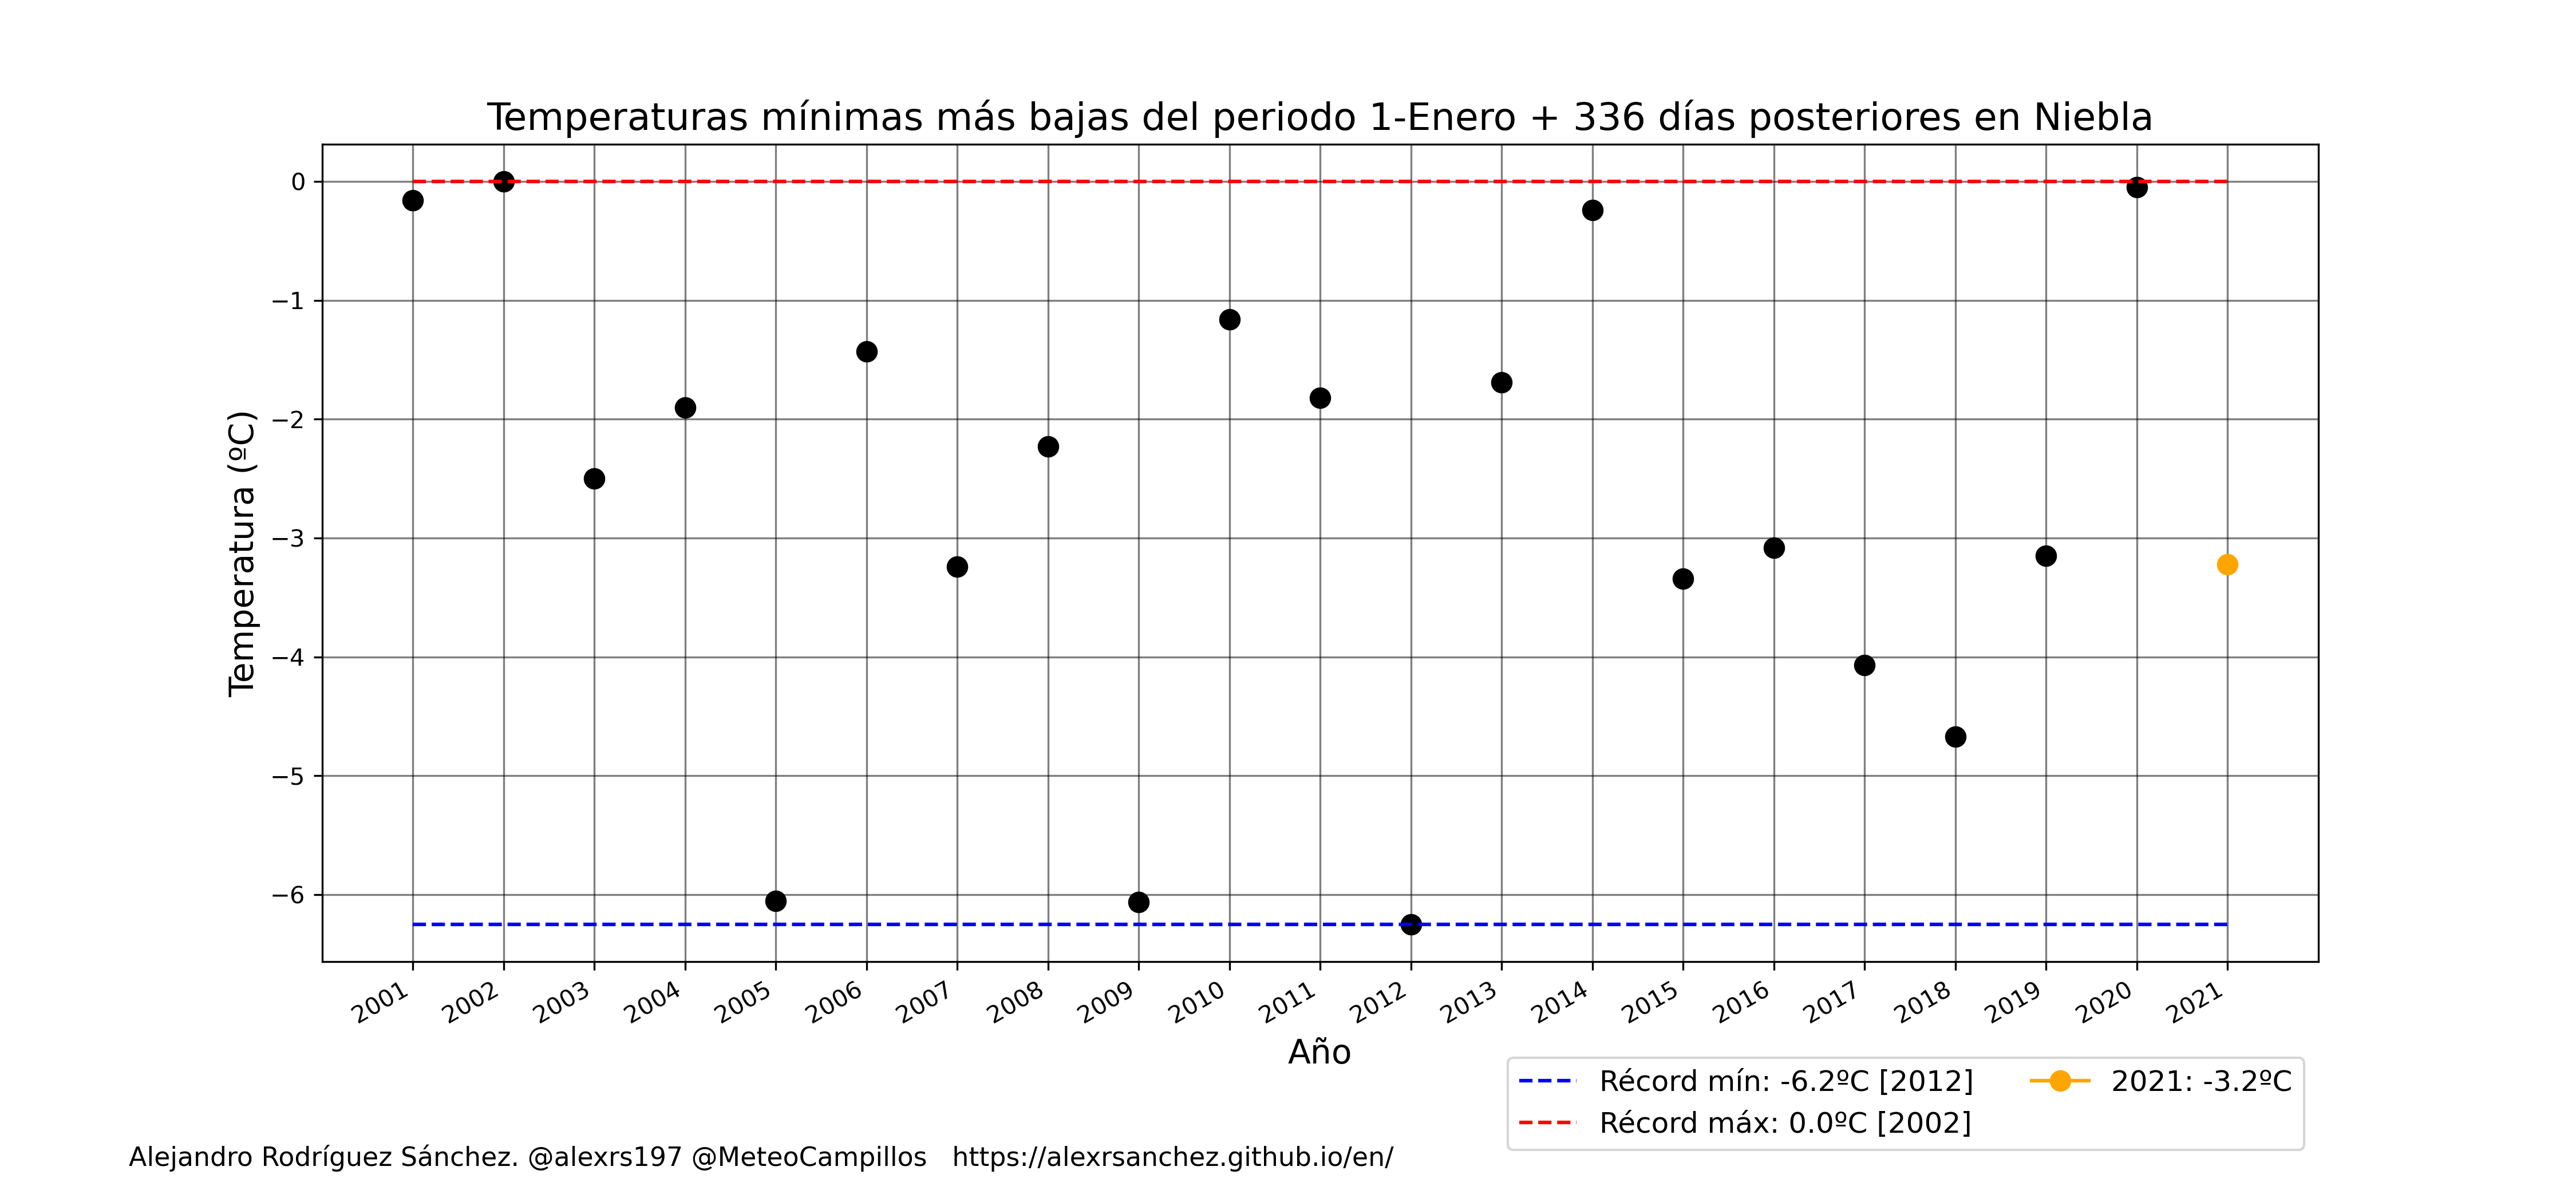 Temperaturas mínimas más bajas del periodo 1-Enero + 336 días posteriores en Niebla
Temperatura (ºC)
0
−1
−2
−3
−4
−5
−6
2001 2002 2003 2004 2005 2006 2007 2008 2009 2010 2011 2012 2013 2014 2015 2016 2017 2018 2019 2020 2021
Año
Récord mín: -6.2ºC [2012]
Récord máx: 0.0ºC [2002]
2021: -3.2ºC
Alejandro Rodríguez Sánchez. @alexrs197 @MeteoCampillos https://alexrsanchez.github.io/en/